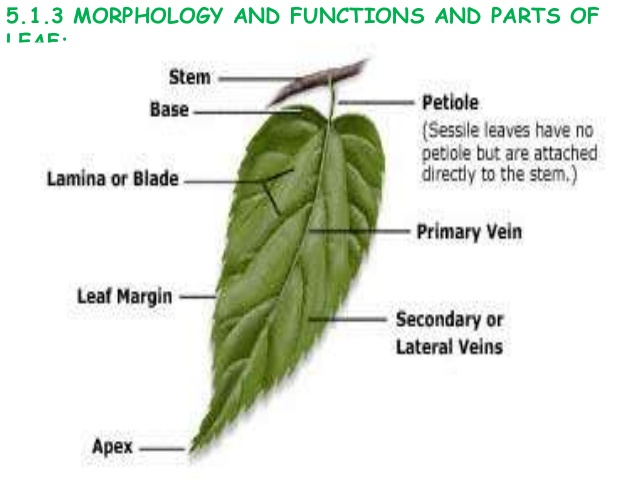 5.1.3 MORPHOLOGY AND FUNCTIONS AND PARTS OF
LEAF:
Stem
Base
Petiole
(Sessile leaves have no
petiole but are attached
directly to the stem.)
Lamina or Blade
Primary Vein
Leaf Margin
Secondary or
Lateral Veins
Apex